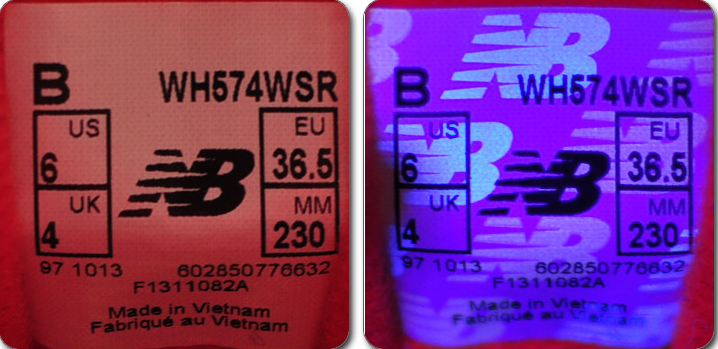 B WH574WSR
US EU
6 36.5
UK MM
4 230
97 1013 602850776632
F1311082A
Made in Vietnam
Fabriqué au Vietnam
B WH574WSR
US EU
6 36.5
UK MM
4 230
97 1013 602850776632
F1311082A
Made in Vietnam
Fabriqué au Vietnam